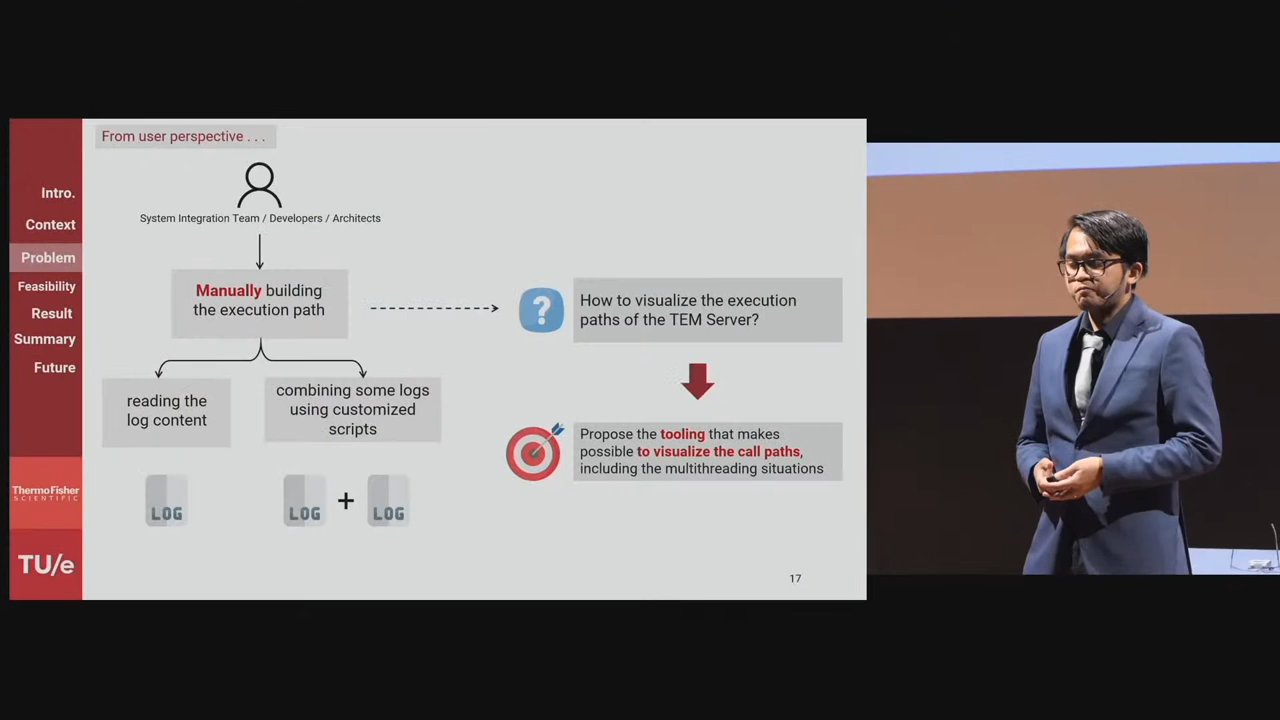 From user perspective . . .
System Integration Team / Developers / Architects
Manually building
the execution path
reading the
log content
combining some logs
using customized
scripts
LOG
LOG
+
LOG
?
How to visualize the execution
paths of the TEM Server?
Propose the tooling that makes
possible to visualize the call paths,
including the multithreading situations
17
Intro.
Context
Problem
Feasibility
Result
Summary
Future
ThermoFisher
SCIENTIFIC
TU/e